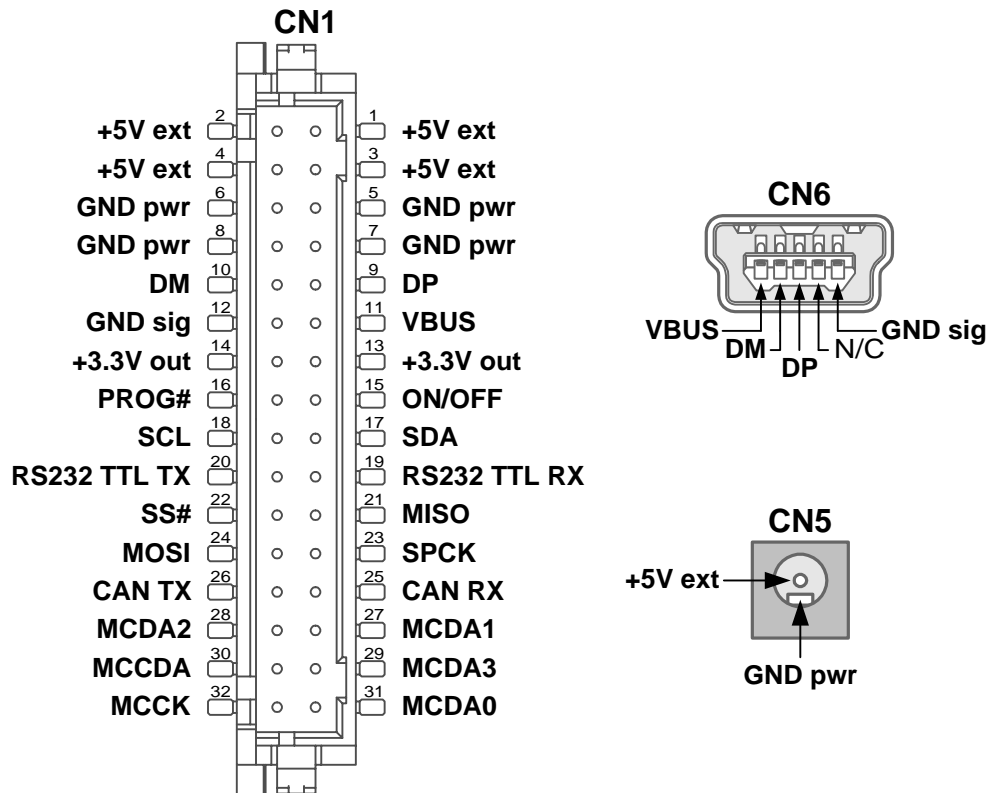 CN1
+5V ext 2 1 +5V ext
+5V ext 4 3 +5V ext
GND pwr 6 5 GND pwr
GND pwr 8 7 GND pwr
DM 10 9 DP
GND sig 12 11 VBUS
+3.3V out 14 13 +3.3V out
PROG# 16 15 ON/OFF
SCL 18 17 SDA
RS232 TTL TX 20 19 RS232 TTL RX
SS# 22 21 MISO
MOSI 24 23 SPCK
CAN TX 26 25 CAN RX
MCDA2 28 27 MCDA1
MCCDA 30 29 MCDA3
MCCK 32 31 MCDA0
CN6
VBUS
DM
DP
N/C
GND sig
CN5
+5V ext
GND pwr